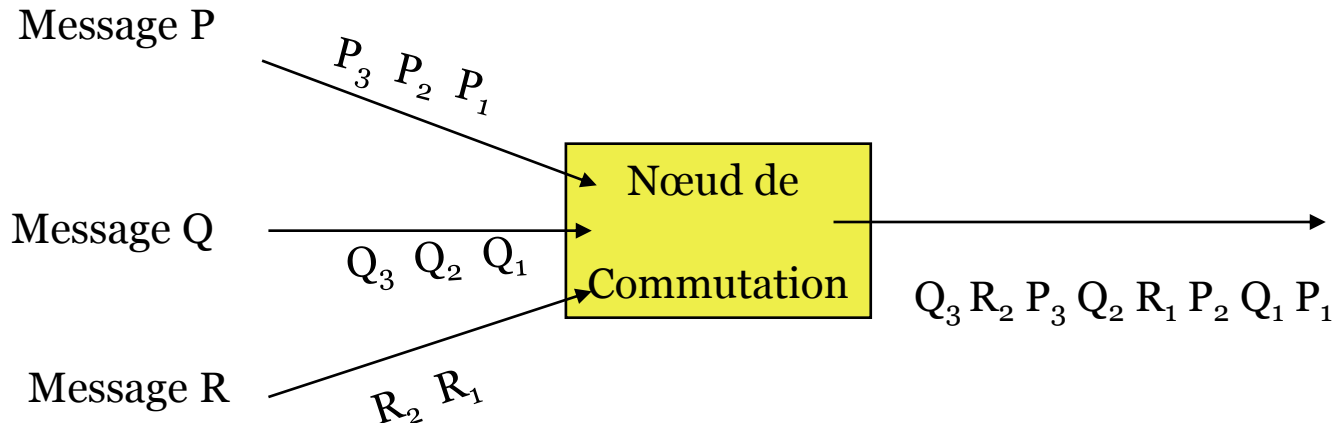 Message P
P₃ P₂ P₁
Nœud de
Message Q
Q₃ Q₂ Q₁
Commutation
Q₃ R₂ P₃ Q₂ R₁ P₂ Q₁ P₁
Message R
R₂ R₁